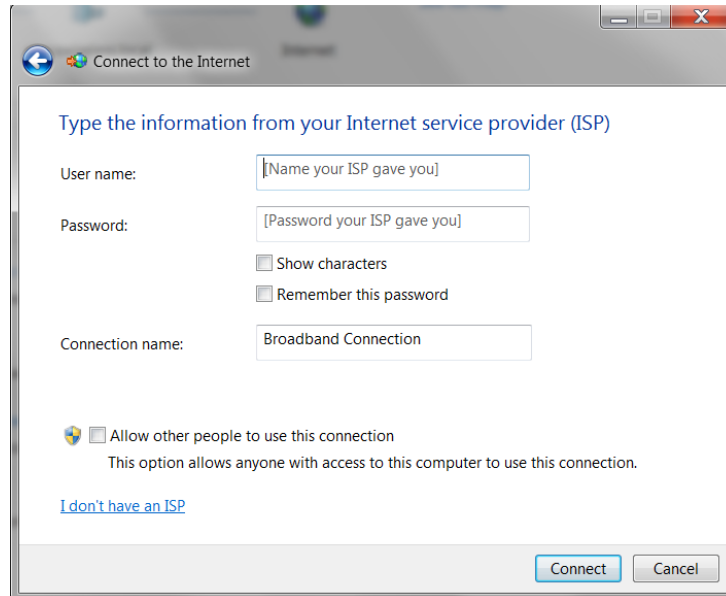 Connect to the Internet
Type the information from your Internet service provider (ISP)
User name: [Name your ISP gave you]
Password: [Password your ISP gave you]
Show characters
Remember this password
Connection name: Broadband Connection
Allow other people to use this connection
This option allows anyone with access to this computer to use this connection.
I don't have an ISP
Connect Cancel